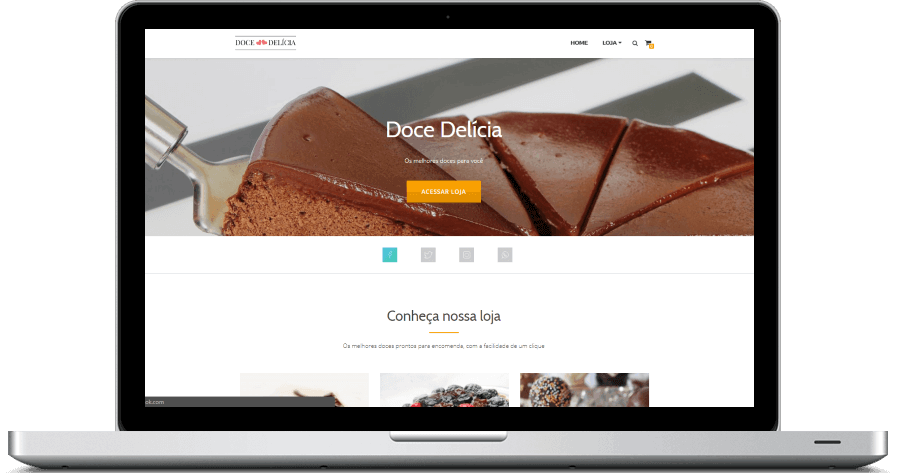 DOCE DELÍCIA
HOME
LOJA
Doce Delícia
Os melhores doces para você
ACESSAR LOJA
Conheça nossa loja
Os melhores doces prontos para encomenda, com a facilidade de um clique
ok.com